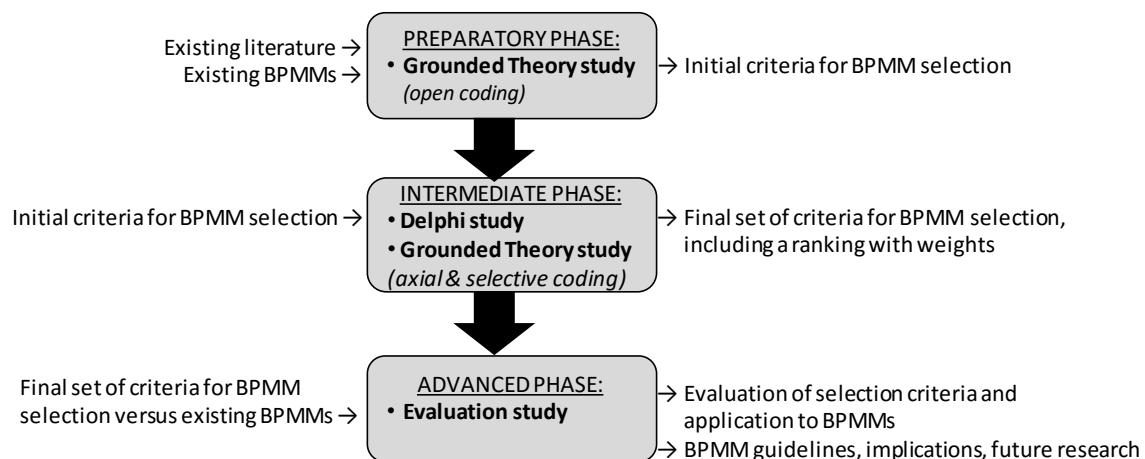 Existing literature →
Existing BPMMs →
PREPARATORY PHASE:
• Grounded Theory study
(open coding)
→ Initial criteria for BPMM selection
Initial criteria for BPMM selection →
INTERMEDIATE PHASE:
• Delphi study
• Grounded Theory study
(axial & selective coding)
→ Final set of criteria for BPMM selection,
including a ranking with weights
Final set of criteria for BPMM
selection versus existing BPMMs →
ADVANCED PHASE:
• Evaluation study
→ Evaluation of selection criteria and
application to BPMMs
→ BPMM guidelines, implications, future research